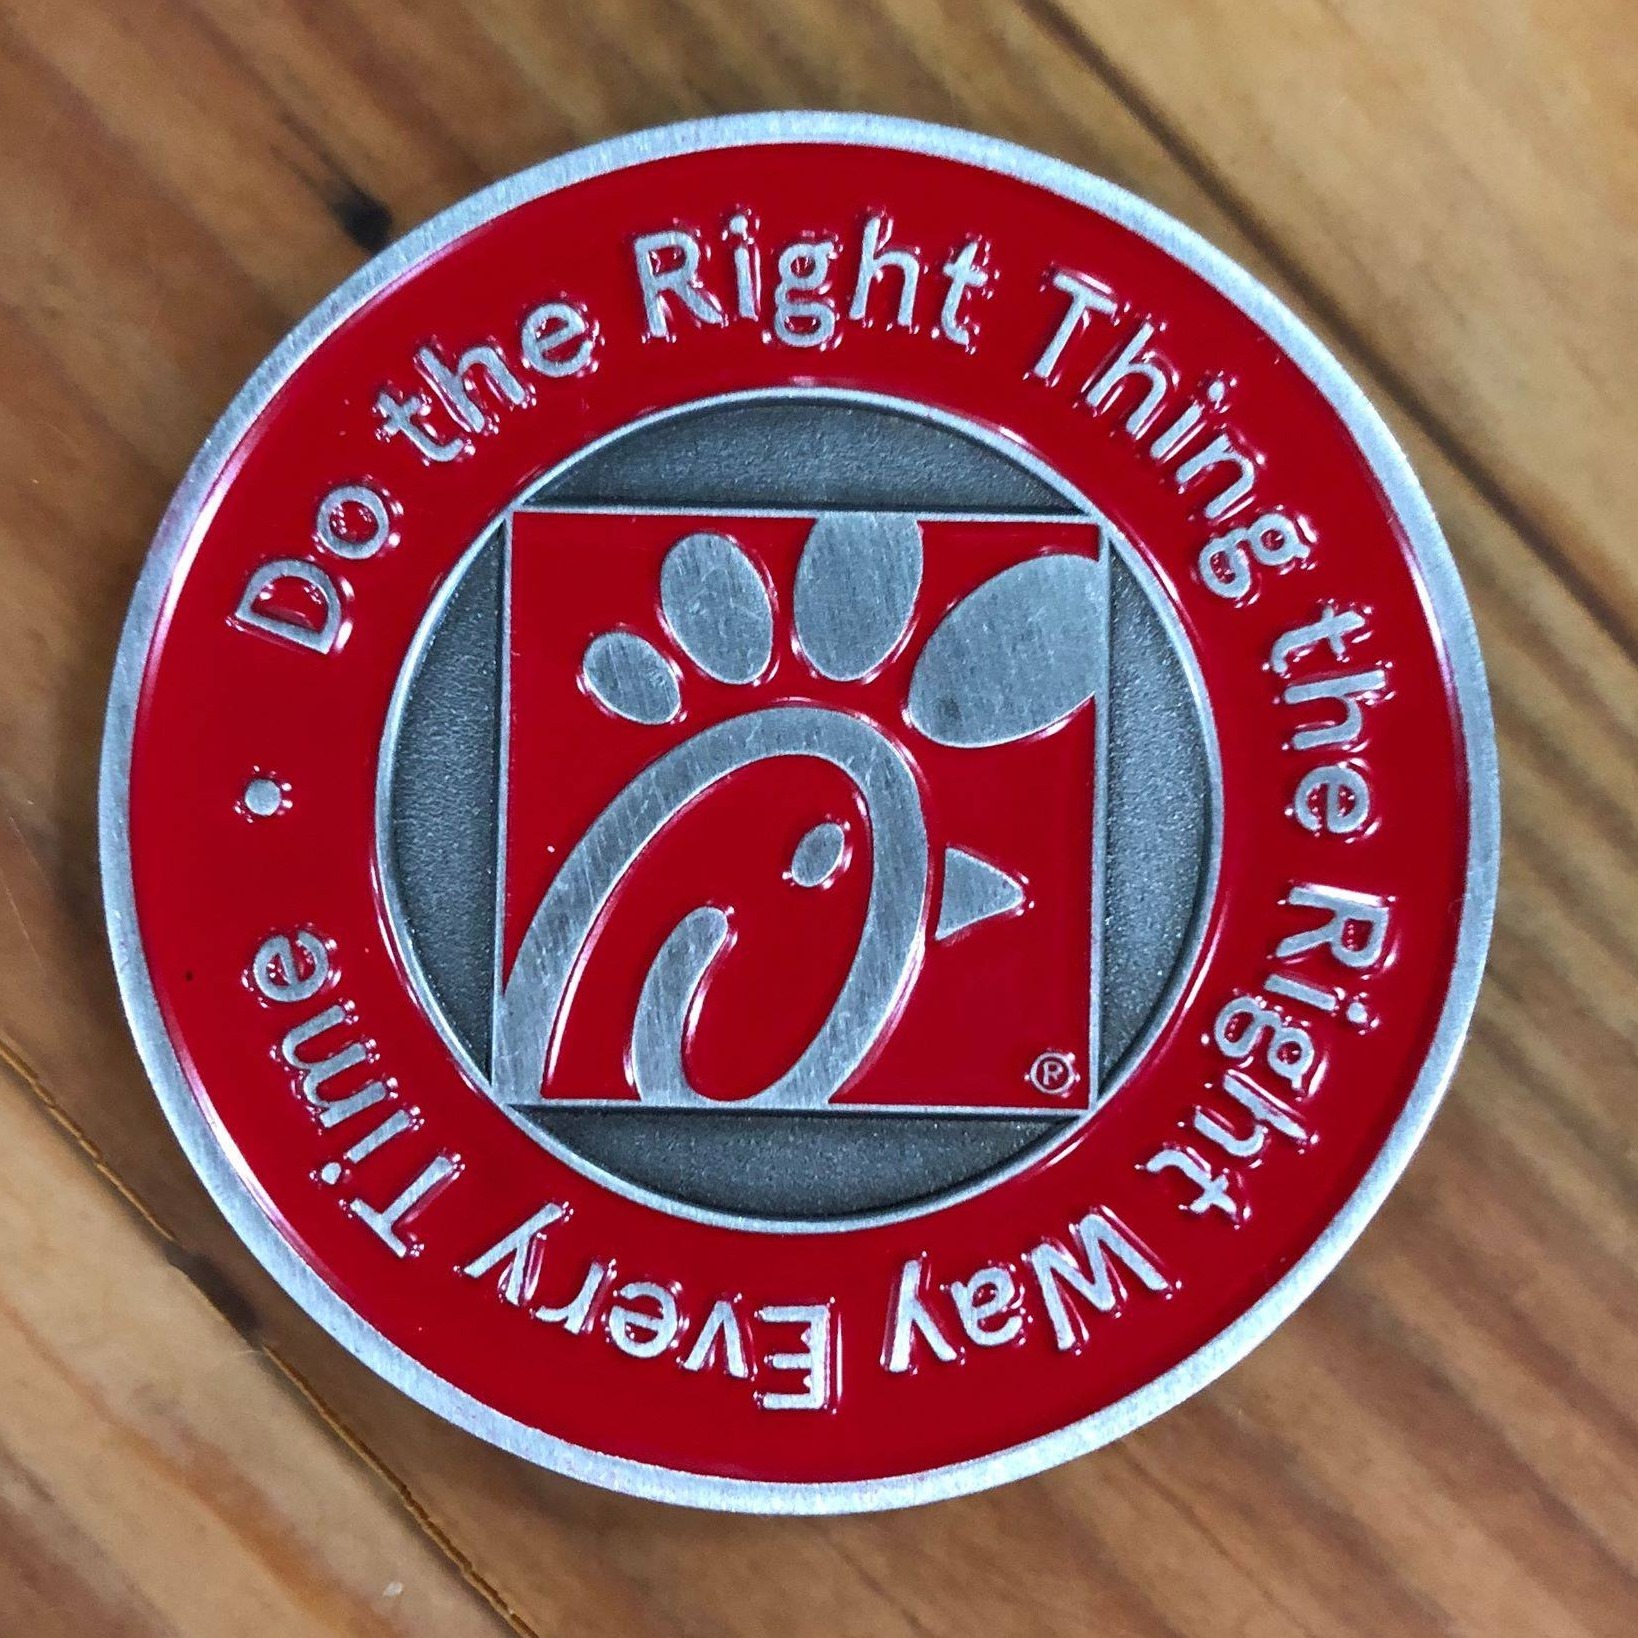 Do the Right Thing the Right Way Every Time •
®